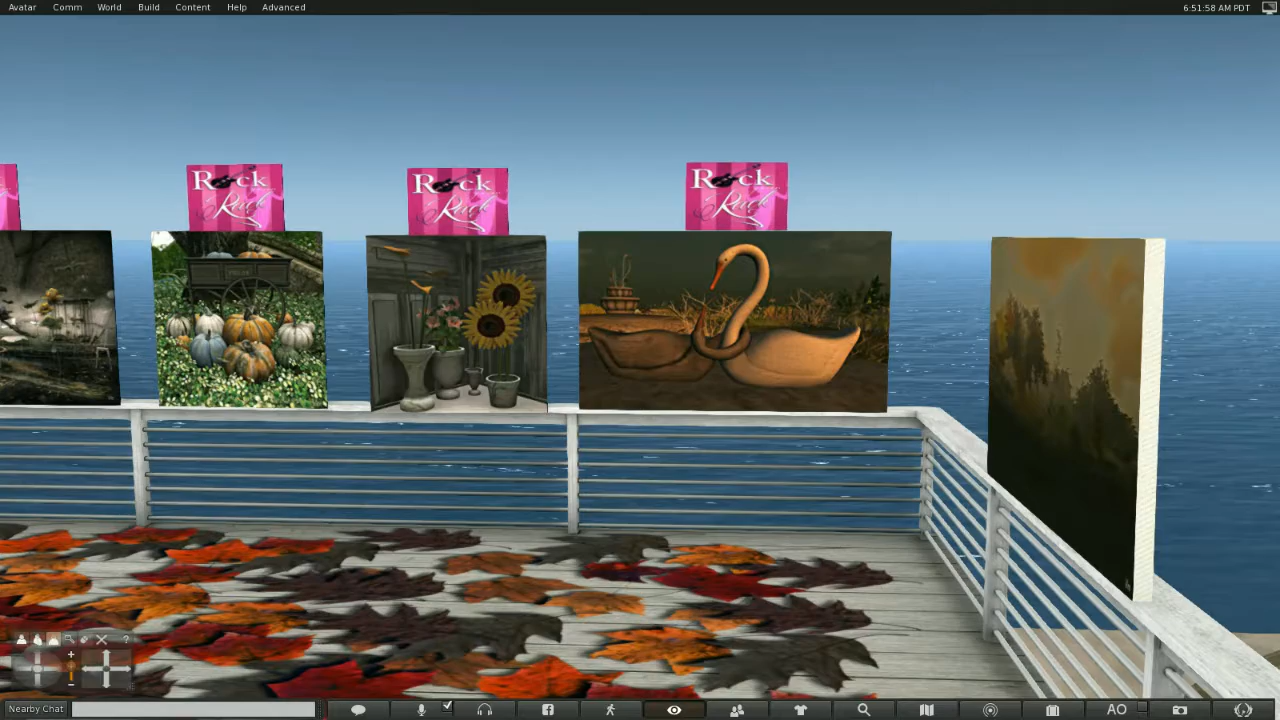 Avatar Comm World Build Content Help Advanced
6:51:58 AM PDT
Rock
Rock
Rock
?
Nearby Chat
AO